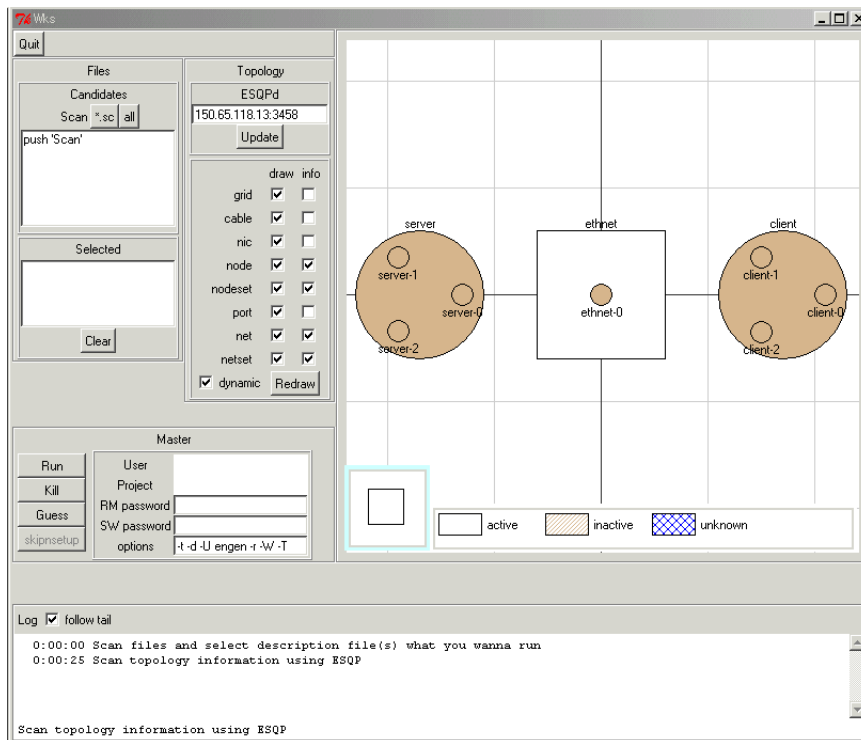 Wks
Quit
Files
Candidates
Scan *.sc all
push 'Scan'
Selected
Clear
Topology
ESQPd
150.65.118.13:3458
Update
draw info
grid
cable
nic
node
nodeset
port
net
netset
dynamic Redraw
server
server-1
server-0
server-2
ethnet
ethnet-0
client
client-1
client-0
client-2
active inactive unknown
Master
Run
Kill
Guess
skipnsetup
User
Project
RM password
SW password
options -t -d -U engen -r -W -T
Log follow tail
0:00:00 Scan files and select description file(s) what you wanna run
0:00:25 Scan topology information using ESQP
Scan topology information using ESQP